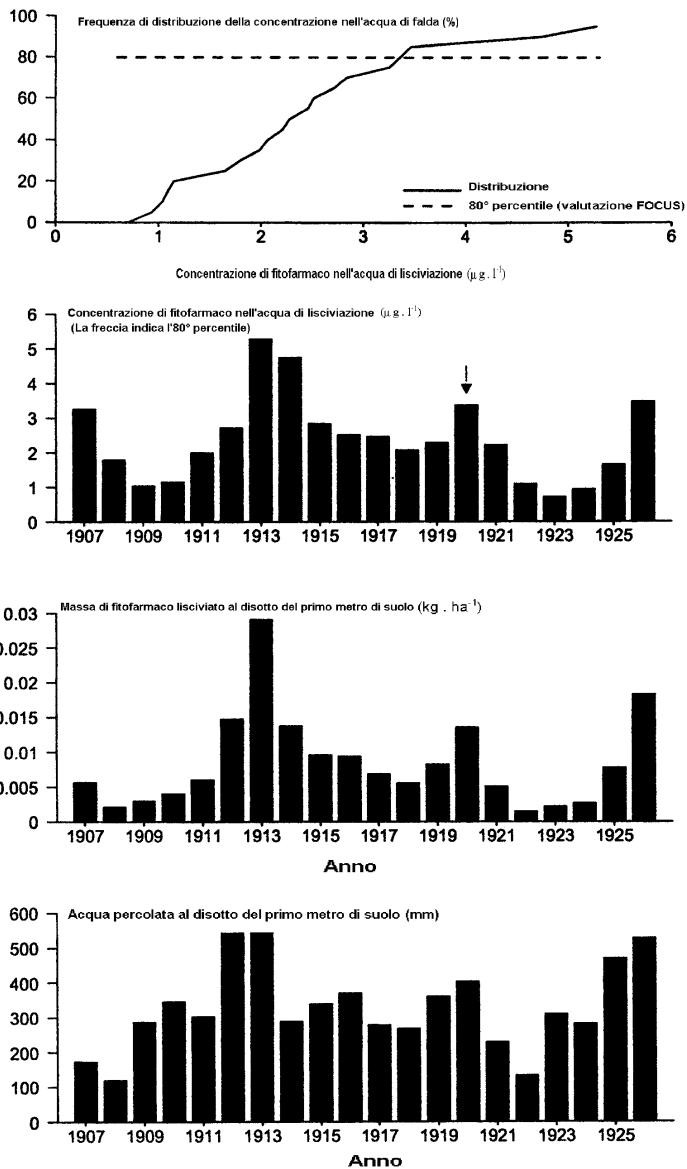 Frequenza di distribuzione della concentrazione nell'acqua di falda (%)
100
80
60
40
20
0
Distribuzione
80° percentile (valutazione FOCUS)
0 1 2 3 4 5 6
Concentrazione di fitofarmaco nell'acqua di lisciviazione (µ g . l⁻¹)
Concentrazione di fitofarmaco nell'acqua di lisciviazione (µ g . l⁻¹)
(La freccia indica l'80° percentile)
6
5
4
3
2
1
0
1907 1909 1911 1913 1915 1917 1919 1921 1923 1925
Massa di fitofarmaco lisciviato al disotto del primo metro di suolo (kg . ha⁻¹)
0.03
0.025
0.02
0.015
0.01
0.005
0
1907 1909 1911 1913 1915 1917 1919 1921 1923 1925
Anno
Acqua percolata al disotto del primo metro di suolo (mm)
600
500
400
300
200
100
0
1907 1909 1911 1913 1915 1917 1919 1921 1923 1925
Anno